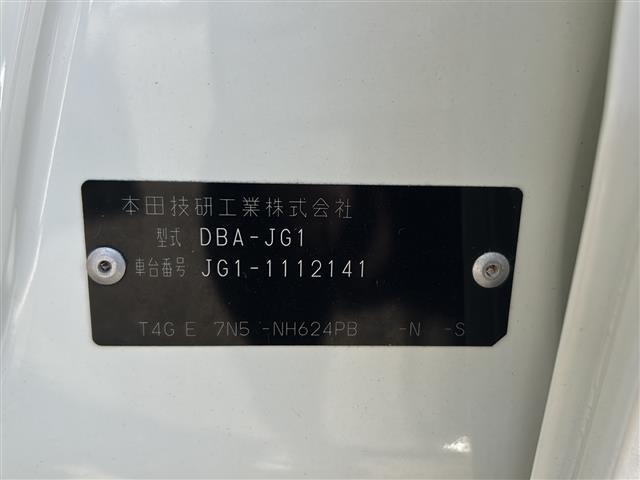 本田技研工業株式会社
型式 DBA-JG1
車台番号 JG1-1112141
T4G E 7N5 -NH624PB -N -S